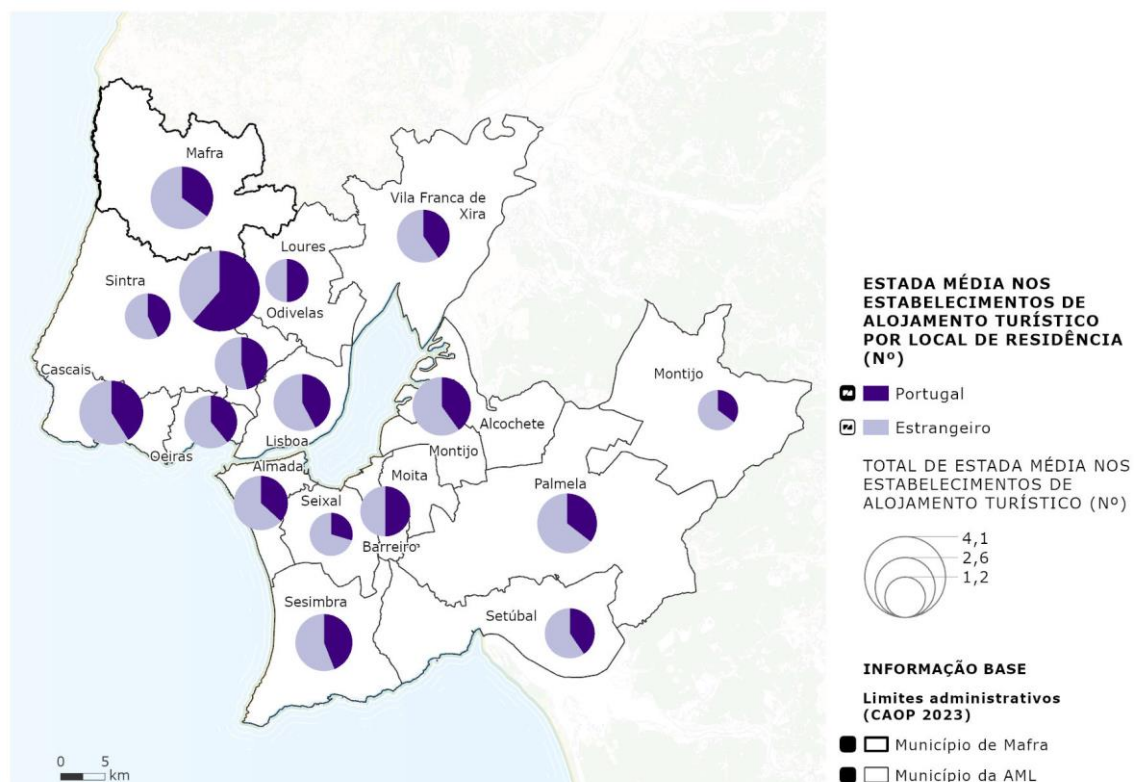 Mafra
Vila Franca de
Xira
Loures
Sintra
Odivelas
Cascais
Montijo
Alcochete
Oeiras
Lisboa
Montijo
Almada
Moita
Seixal
Palmela
Barreiro
Sesimbra
Setúbal
0 5
km
ESTADA MÉDIA NOS
ESTABELECIMENTOS DE
ALOJAMENTO TURÍSTICO
POR LOCAL DE RESIDÊNCIA
(Nº)
Portugal
Estrangeiro
TOTAL DE ESTADA MÉDIA NOS
ESTABELECIMENTOS DE
ALOJAMENTO TURÍSTICO (Nº)
4,1
2,6
1,2
INFORMAÇÃO BASE
Limites administrativos
(CAOP 2023)
Município de Mafra
Município da AML